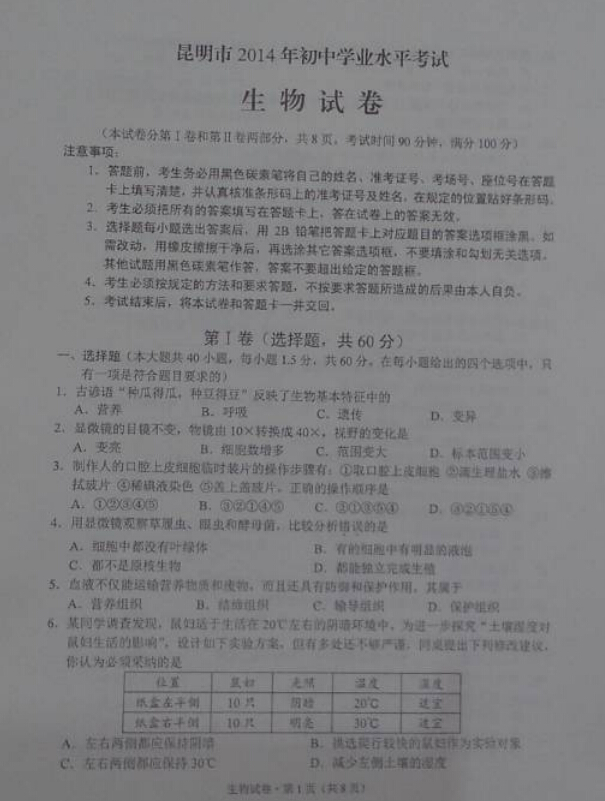 昆明市 2014 年初中学业水平考试
生 物 试 卷
（本试卷分第Ⅰ卷和第Ⅱ卷两部分，共 8 页，考试时间 90 分钟，满分 100 分）
注意事项：
1．答题前，考生务必用黑色碳素笔将自己的姓名、准考证号、考场号、座位号在答题
卡上填写清楚，并认真核准条形码上的准考证号及姓名，在规定的位置贴好条形码。
2．考生必须把所有的答案填写在答题卡上，答在试卷上的答案无效。
3．选择题每小题选出答案后，用 2B 铅笔把答题卡上对应题目的答案选项框涂黑。如
需改动，用橡皮擦擦干净后，再选涂其它答案选项框，不要填涂和勾划无关选项。
其他试题用黑色碳素笔作答，答案不要超出给定的答题框。
4．考生必须按规定的方法和要求答题，不按要求答题所造成的后果由本人自负。
5．考试结束后，将本试卷和答题卡一并交回。
第Ⅰ卷（选择题，共 60 分）
一、选择题（本大题共 40 小题，每小题 1.5 分，共 60 分。在每小题给出的四个选项中，只
有一项是符合题目要求的）
1．古谚语“种瓜得瓜，种豆得豆”反映了生物基本特征中的
A．营养 B．呼吸 C．遗传 D．变异
2．显微镜的目镜不变，物镜由 10×转换成 40×，视野的变化是
A．变亮 B．细胞数增多 C．范围变大 D．标本范围变小
3．制作人的口腔上皮细胞临时装片的操作步骤有：①取口腔上皮细胞 ②滴生理盐水 ③擦
拭玻片 ④稀碘液染色 ⑤盖上盖玻片。正确的操作顺序是
A．①②③④⑤ B．③②①④⑤ C．
4．用显微镜观察草履虫、眼虫和酵母菌，比较分析错误的是
A．细胞中都没有叶绿体 B．有的细胞中有明显的液泡
C．都不是原核生物 D．都能独立完成生殖
5．血液不仅能运输营养物质和废物，而且还具有防御和保护作用，其属于
A．营养组织 B．结缔组织 C．输导组织 D．保护组织
6．某同学调查发现，鼠妇适于生活在 20℃左右的阴暗环境中，为进一步探究“土壤湿度对
鼠妇生活的影响”，设计如下实验方案，但有多处还不够严谨，同桌提出下列修改建议，
你认为必须采纳的是
位置 鼠妇 光照 温度 湿度
纸盒左半侧 10 只 阴暗 20℃ 适宜
纸盒右半侧 10 只 明亮 30℃ 适宜
A．左右两侧都应保持阴暗 B．挑选爬行较快的鼠妇作为实验对象
C．左右两侧都应保持 30℃ D．减少左侧土壤的湿度
生物试卷·第 1 页（共 8 页）